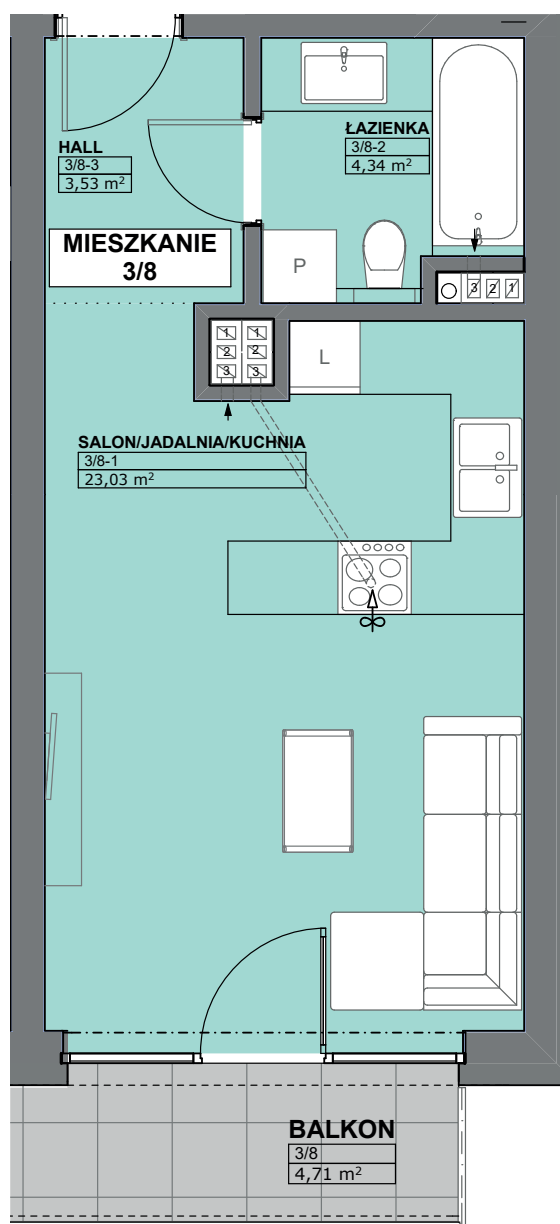 HALL
3/8-3
3,53 m²
ŁAZIENKA
3/8-2
4,34 m²
MIESZKANIE
3/8
P
3 2 1
1 1
2 2
3 3
L
SALON/JADALNIA/KUCHNIA
3/8-1
23,03 m²
BALKON
3/8
4,71 m²